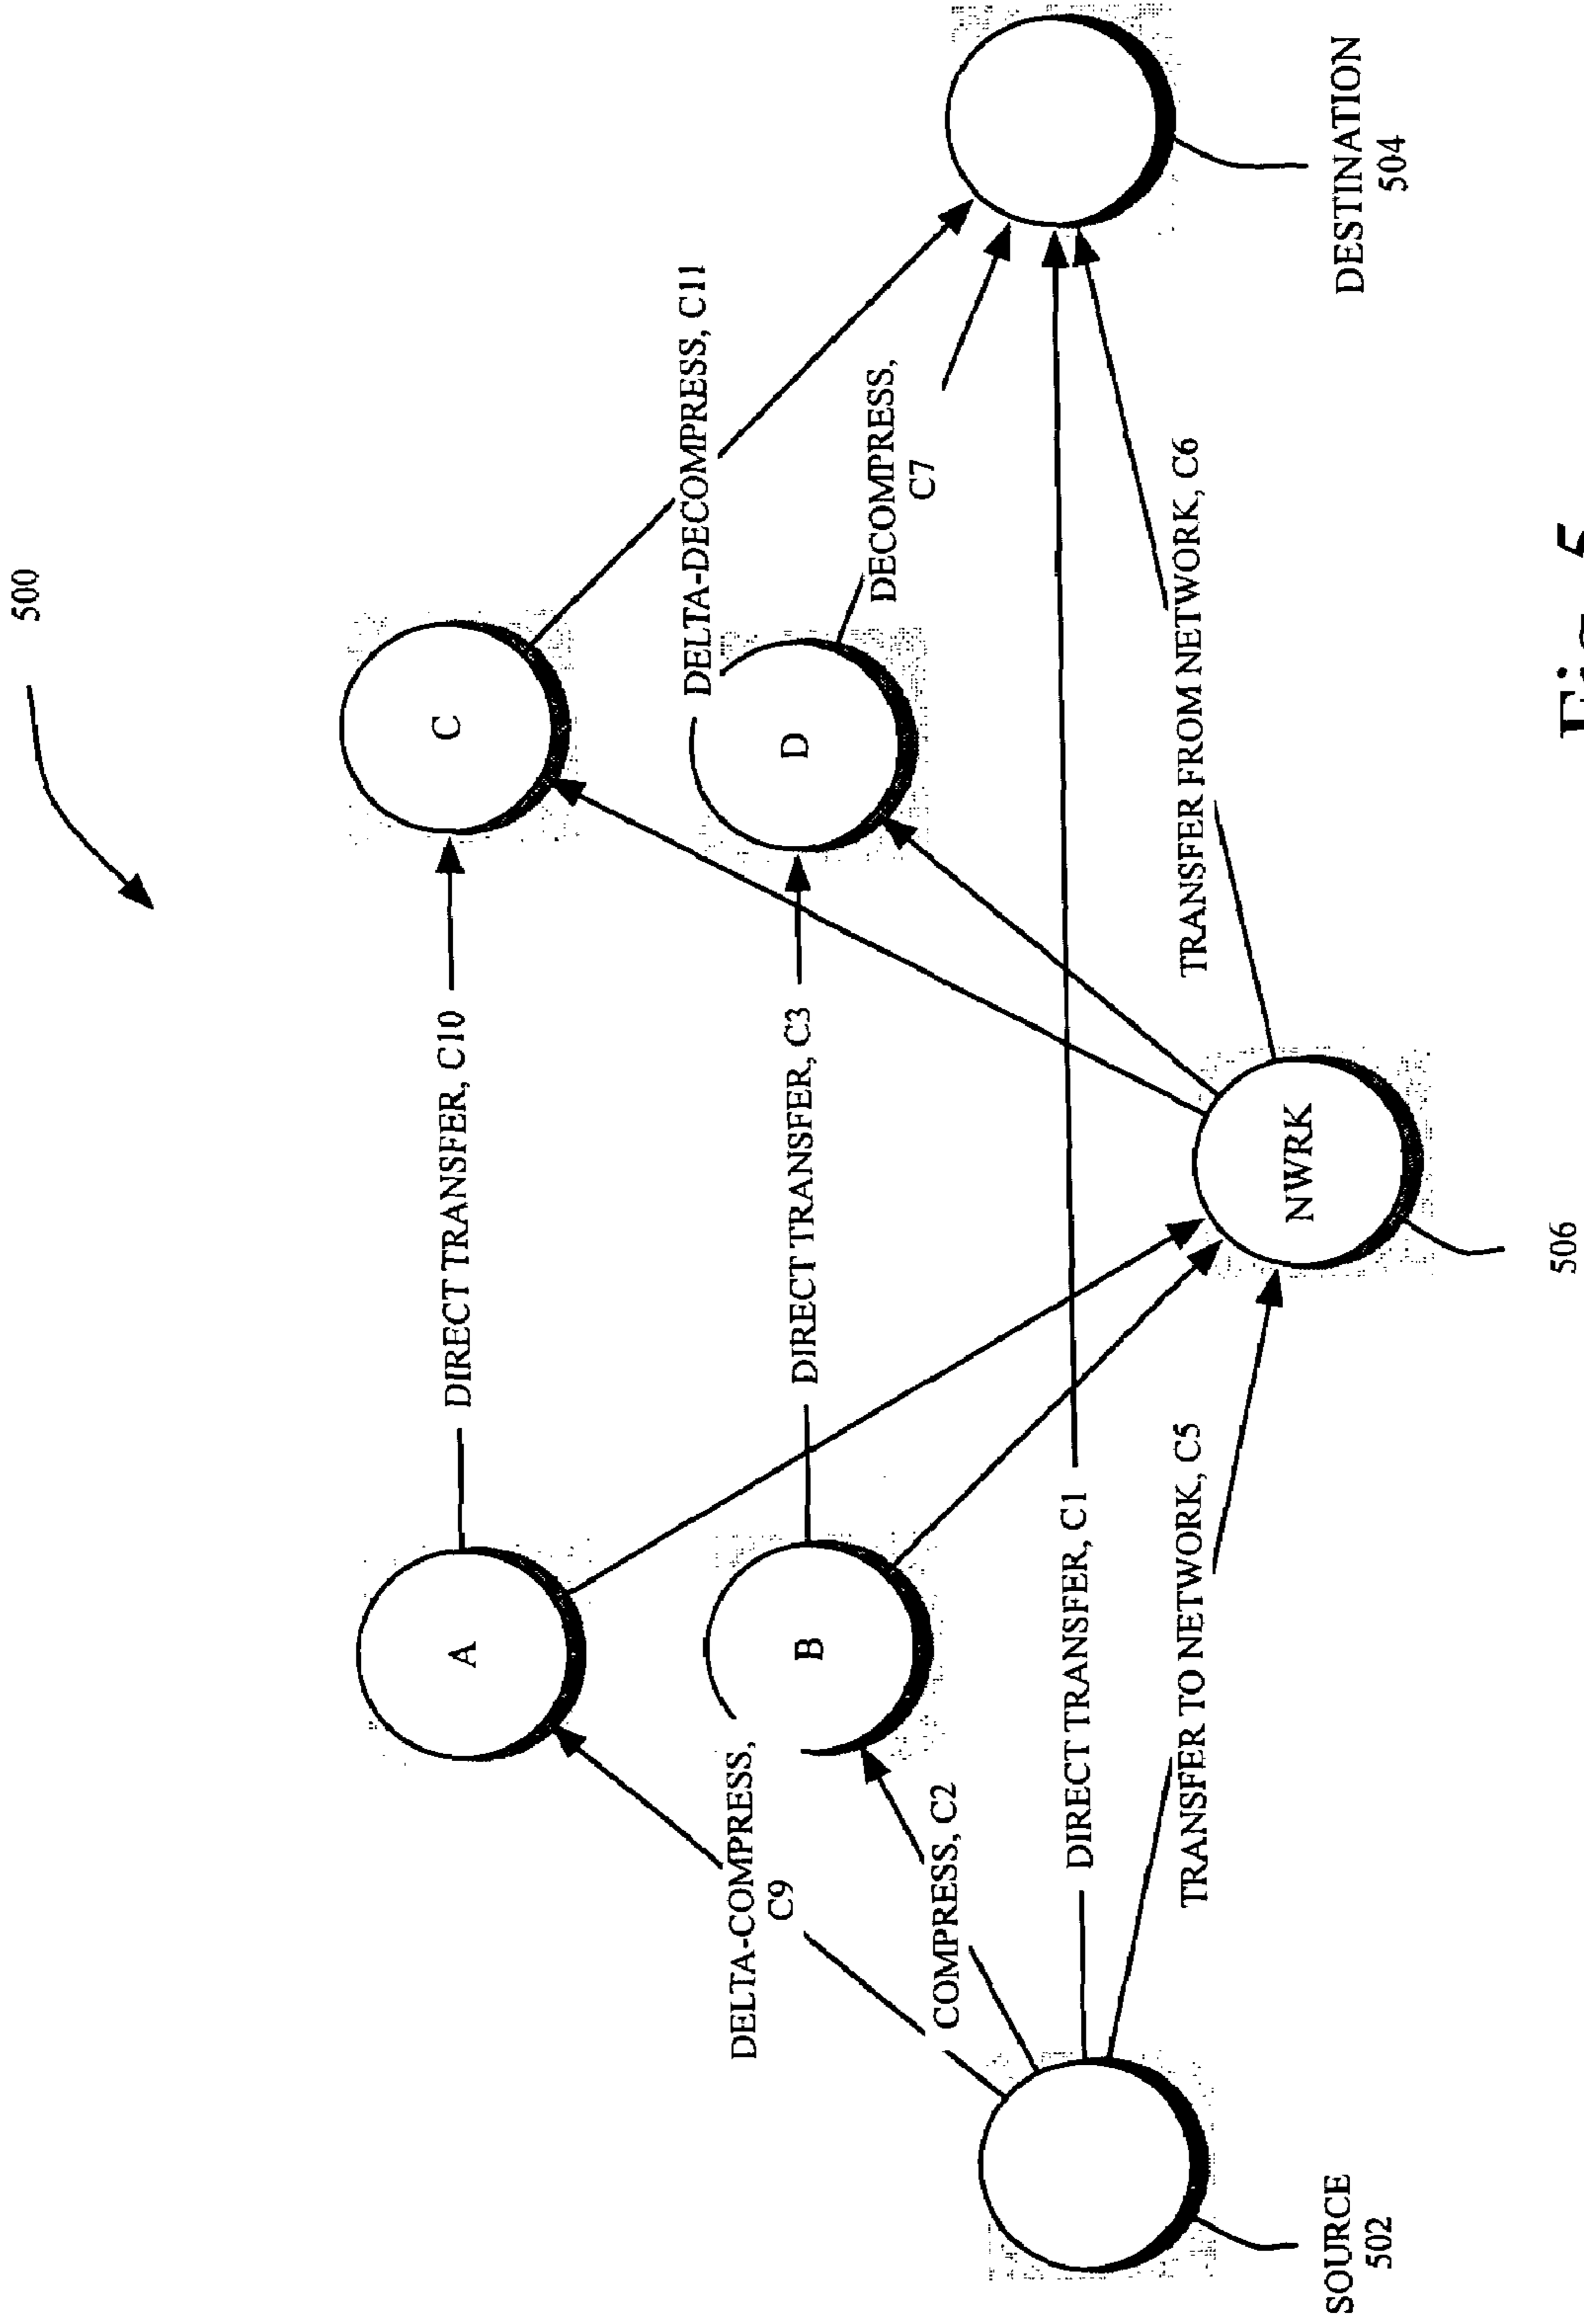 500
C
DIRECT TRANSFER, C10
A
DELTA-DECOMPRESS, C11
D
DIRECT TRANSFER, C3
B
DELTA-COMPRESS,
C9
DECOMPRESS,
C7
COMPRESS, C2
DIRECT TRANSFER, C1
TRANSFER FROM NETWORK, C6
TRANSFER TO NETWORK, C5
NWRK
SOURCE
502
DESTINATION
504
506